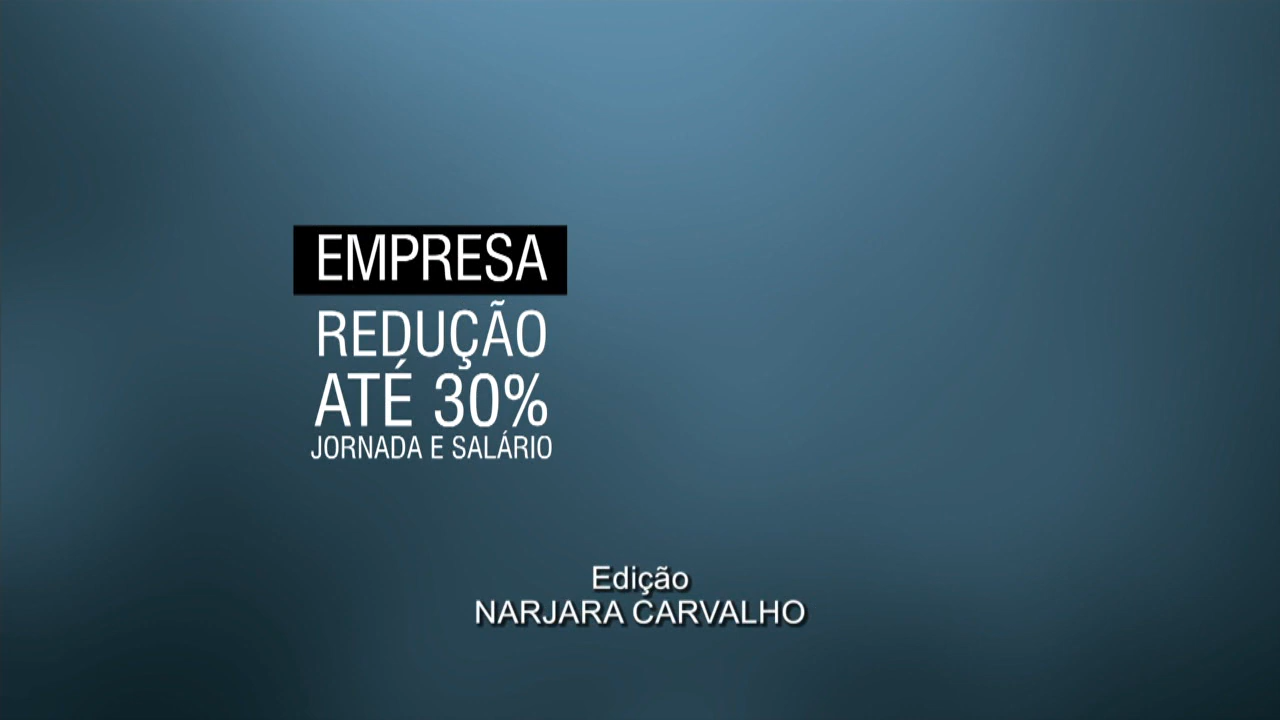 EMPRESA
REDUÇÃO
ATÉ 30%
JORNADA E SALÁRIO
Edição
NARJARA CARVALHO